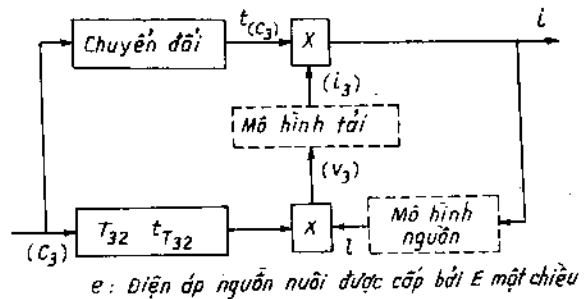 t(C₃)
i
Chuyển đổi
X
(i₃)
Mô hình tải
(v₃)
(C₃)
T₃₂ t_T₃₂
X
l
Mô hình
nguồn
e : Điện áp nguồn nuôi được cấp bởi E một chiều